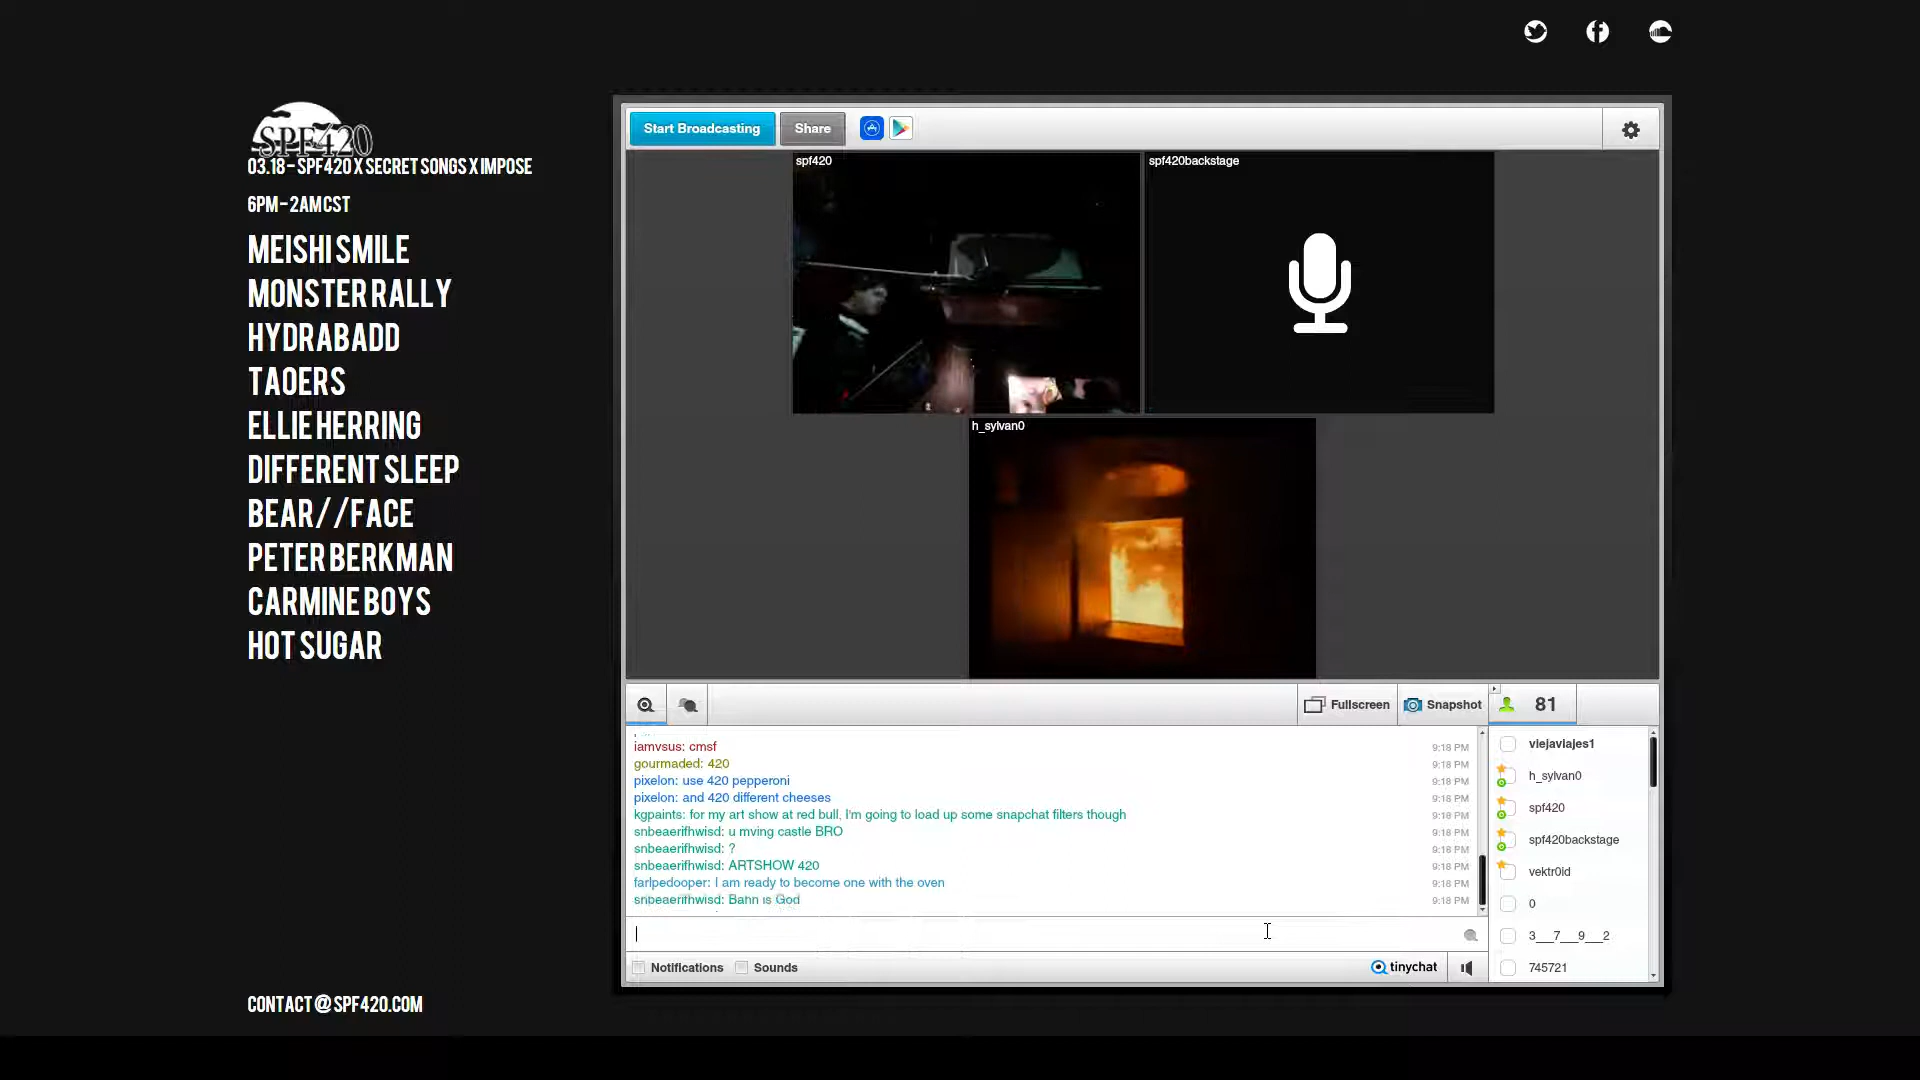 SPF420
03.18 - SPF420 X SECRET SONGS X IMPOSE
6PM - 2AM CST
MEISHI SMILE
MONSTER RALLY
HYDRABADD
TAOERS
ELLIE HERRING
DIFFERENT SLEEP
BEAR//FACE
PETER BERKMAN
CARMINE BOYS
HOT SUGAR
CONTACT@SPF420.COM
Start Broadcasting
Share
spf420
spf420backstage
h_sylvan0
Fullscreen
Snapshot
81
iamvsus: cmsf 9:18 PM
gourmaded: 420 9:18 PM
pixelon: use 420 pepperoni 9:18 PM
pixelon: and 420 different cheeses 9:18 PM
kgpaints: for my art show at red bull, I'm going to load up some snapchat filters though 9:18 PM
snbeaerifhwisd: u mving castle BRO 9:18 PM
snbeaerifhwisd: ? 9:18 PM
snbeaerifhwisd: ARTSHOW 420 9:18 PM
farlpedooper: I am ready to become one with the oven 9:18 PM
snbeaerifhwisd: Bahn is God 9:18 PM
Notifications
Sounds
tinychat
viejaviajes1
h_sylvan0
spf420
spf420backstage
vektr0id
0
3__7__9__2
745721